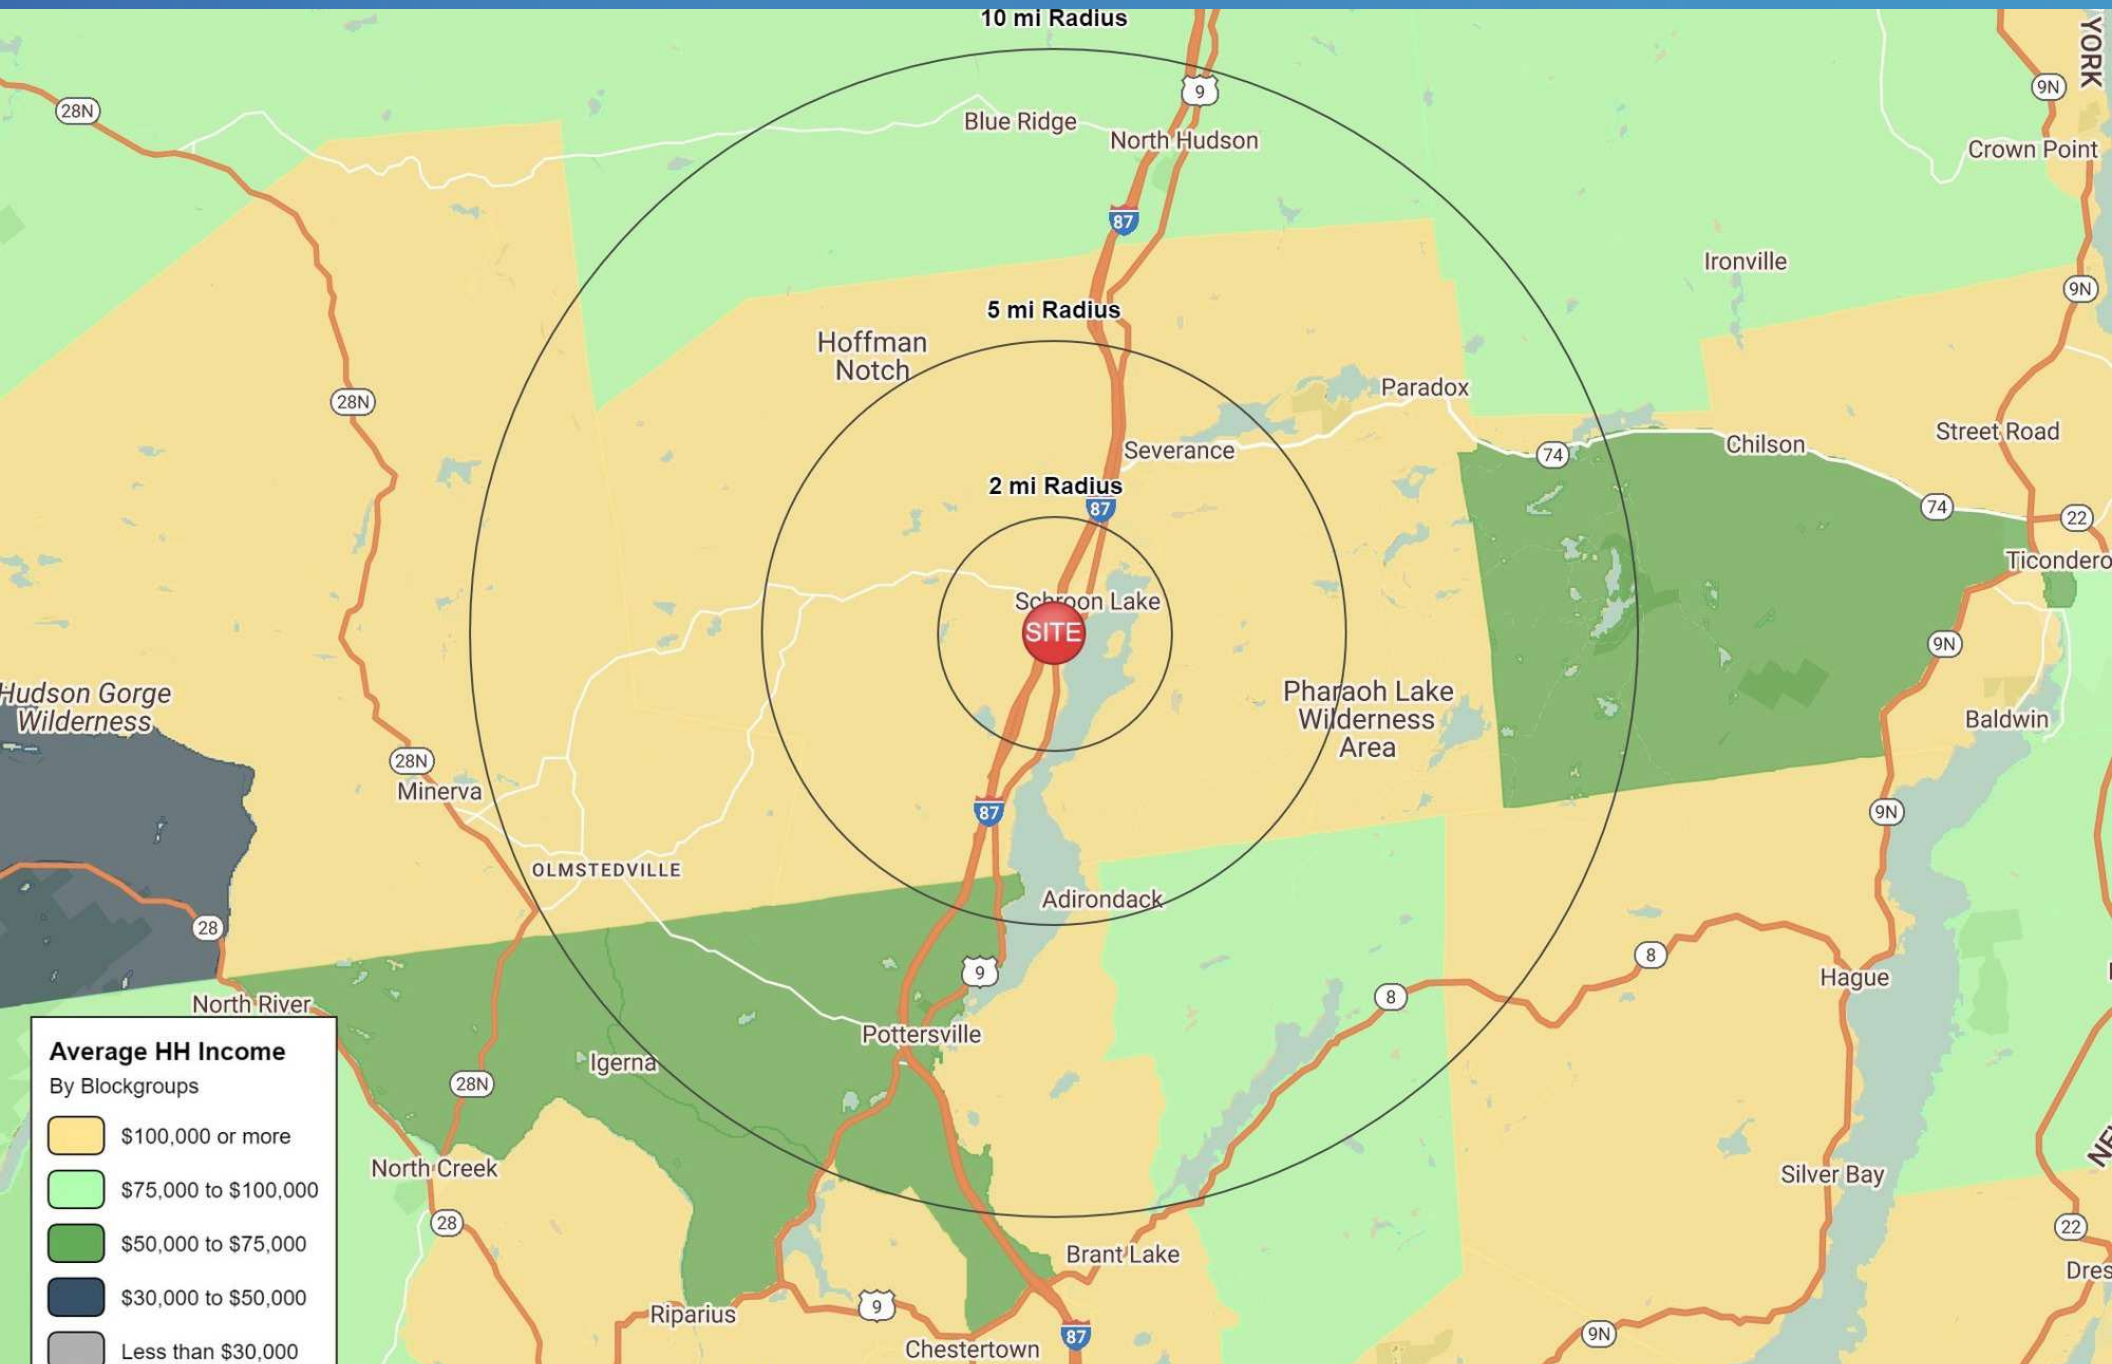 10 mi Radius
YORK
9
9N
28N
Blue Ridge
North Hudson
Crown Point
87
Ironville
9N
5 mi Radius
Hoffman
Notch
Paradox
28N
Severance
74
Chilson
Street Road
2 mi Radius
87
74
22
Ticondero
Schroon Lake
SITE
9N
Hudson Gorge
Wilderness
Pharaoh Lake
Wilderness
Area
Baldwin
28N
Minerva
87
9N
OLMSTEDVILLE
Adirondack
28
8
9
Hague
8
North River
Pottersville
Igerna
28N
North Creek
Silver Bay
28
22
Brant Lake
Dres
Riparius
9
87
9N
Chestertown
Average HH Income
By Blockgroups
$100,000 or more
$75,000 to $100,000
$50,000 to $75,000
$30,000 to $50,000
Less than $30,000